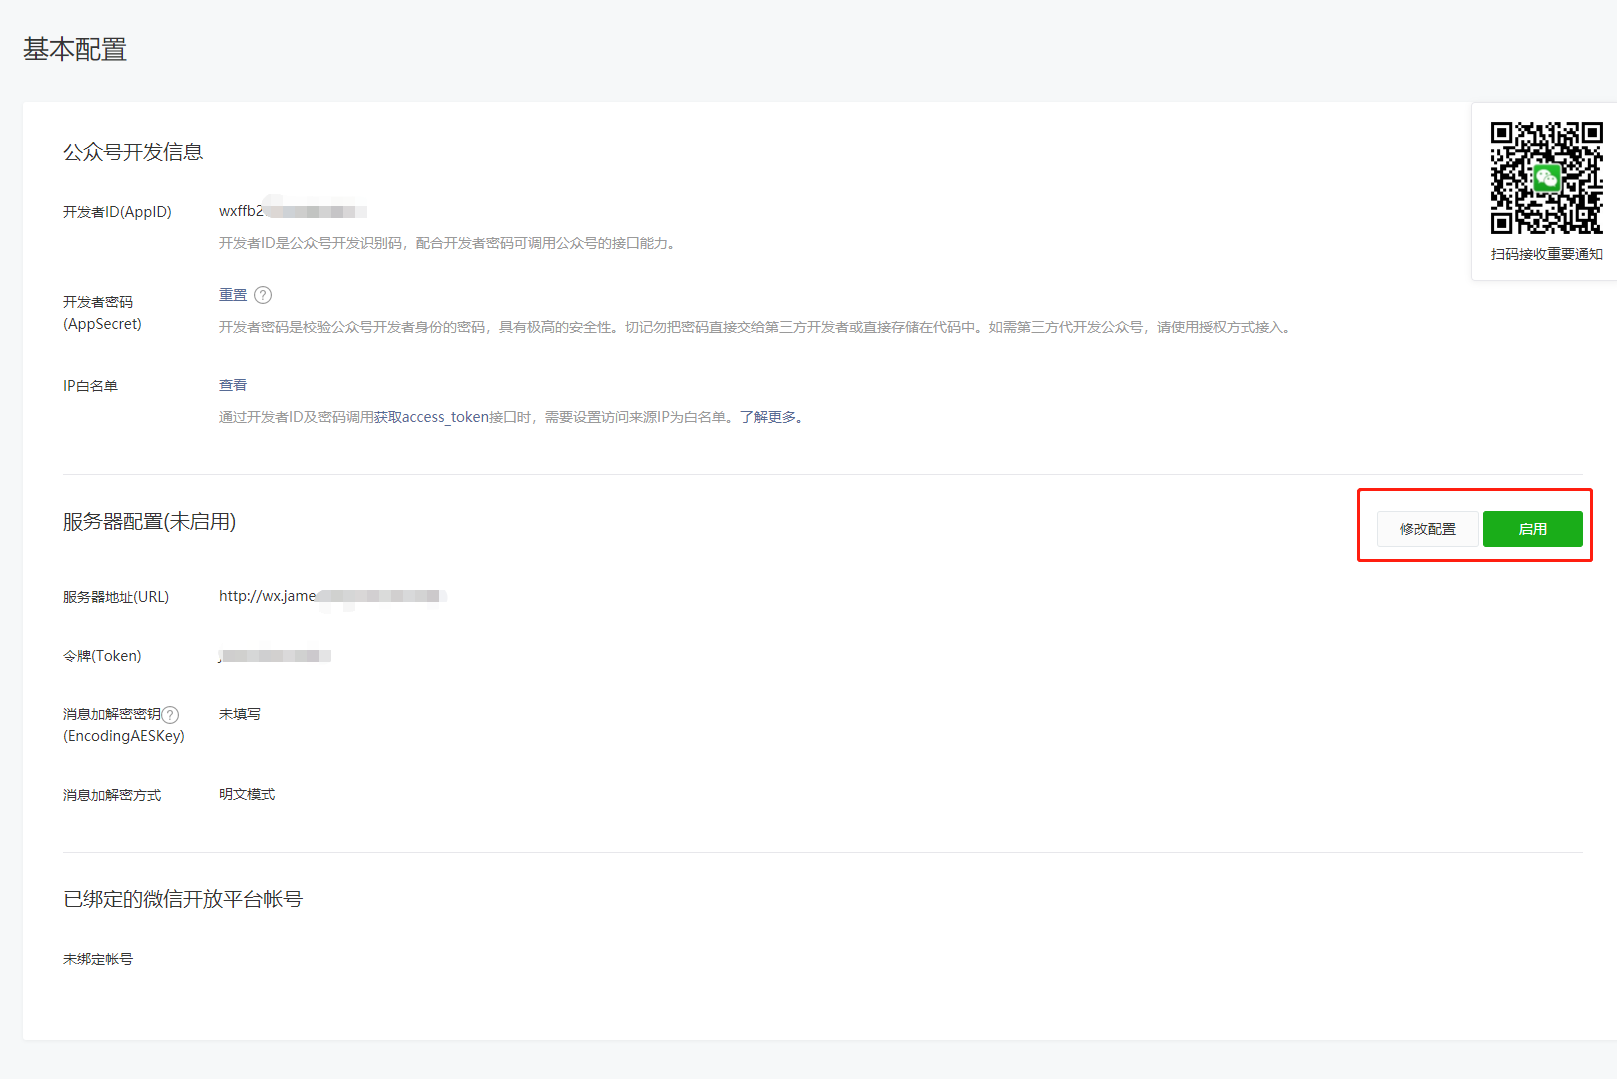 基本配置
公众号开发信息
扫码接收重要通知
开发者ID(AppID)
wxffb2
开发者ID是公众号开发识别码，配合开发者密码可调用公众号的接口能力。
开发者密码
(AppSecret)
重置 ?
开发者密码是校验公众号开发者身份的密码，具有极高的安全性。切记勿把密码直接交给第三方开发者或直接存储在代码中。如需第三方代开发公众号，请使用授权方式接入。
IP白名单
查看
通过开发者ID及密码调用获取access_token接口时，需要设置访问来源IP为白名单。了解更多。
服务器配置(未启用)
修改配置
启用
服务器地址(URL)
http://wx.jame
令牌(Token)
消息加解密密钥?
(EncodingAESKey)
未填写
消息加解密方式
明文模式
已绑定的微信开放平台帐号
未绑定帐号